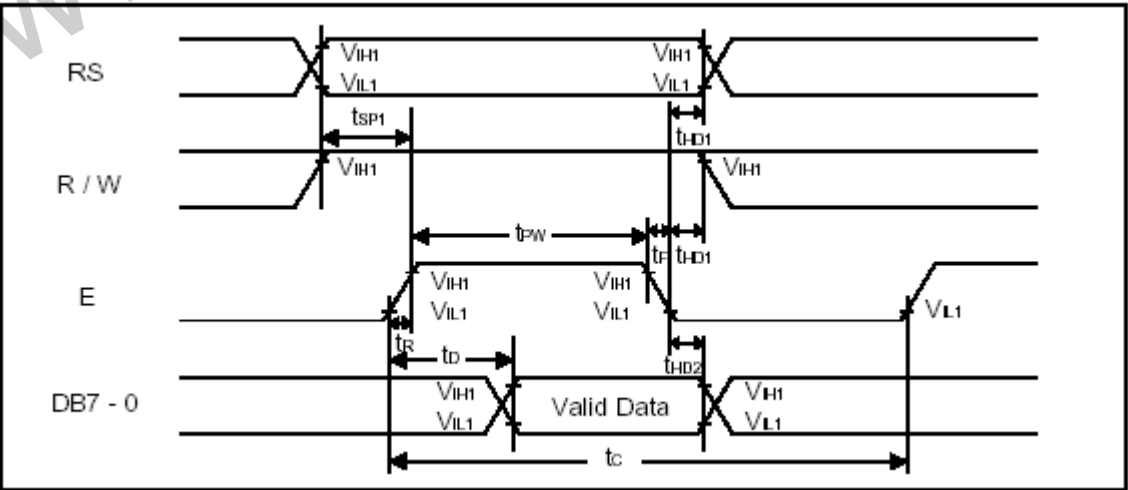 RS
VIH1 VIH1
VIL1 VIL1
tSP1 tHD1
R / W
VIH1 VIH1
tPW tF tHD1
E
VIH1 VIH1
VIL1 VIL1 VIL1
tR
tD tHD2
DB7 - 0
VIH1 Valid Data VIH1
VIL1 VIL1
tC